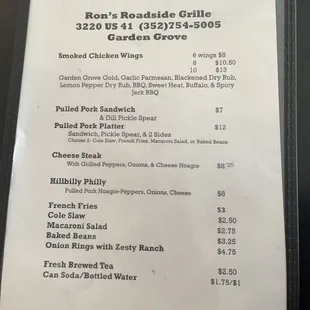 Ron's Roadside Grille
3220 US 41 (352)754-5005
Garden Grove
Smoked Chicken Wings 6 wings $8
8 $10.50
10 $13
Garden Grove Gold, Garlic Parmesan, Blackened Dry Rub,
Lemon Pepper Dry Rub, BBQ, Sweet Heat, Buffalo, & Spicy
Jerk BBQ
Pulled Pork Sandwich $7
& Dill Pickle Spear
Pulled Pork Platter $12
Sandwich, Pickle Spear, & 2 Sides
Choose 2- Cole Slaw, French Fries, Macaroni Salad, or Baked Beans
Cheese Steak
With Grilled Peppers, Onions, & Cheese Hoagie $8.25
Hillbilly Philly
Pulled Pork Hoagie-Peppers, Onions, Cheese $8
French Fries $3
Cole Slaw $2.50
Macaroni Salad $2.75
Baked Beans $3.25
Onion Rings with Zesty Ranch $4.75
Fresh Brewed Tea $2.50
Can Soda/Bottled Water $1.75/$1